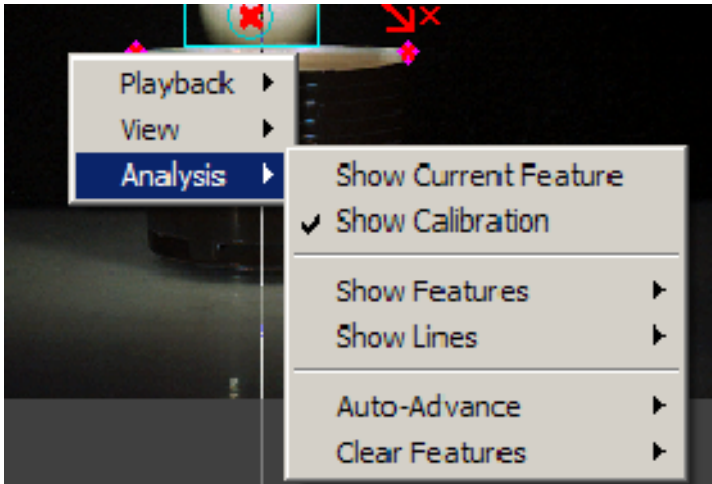 Playback
View
Analysis
Show Current Feature
Show Calibration
Show Features
Show Lines
Auto-Advance
Clear Features